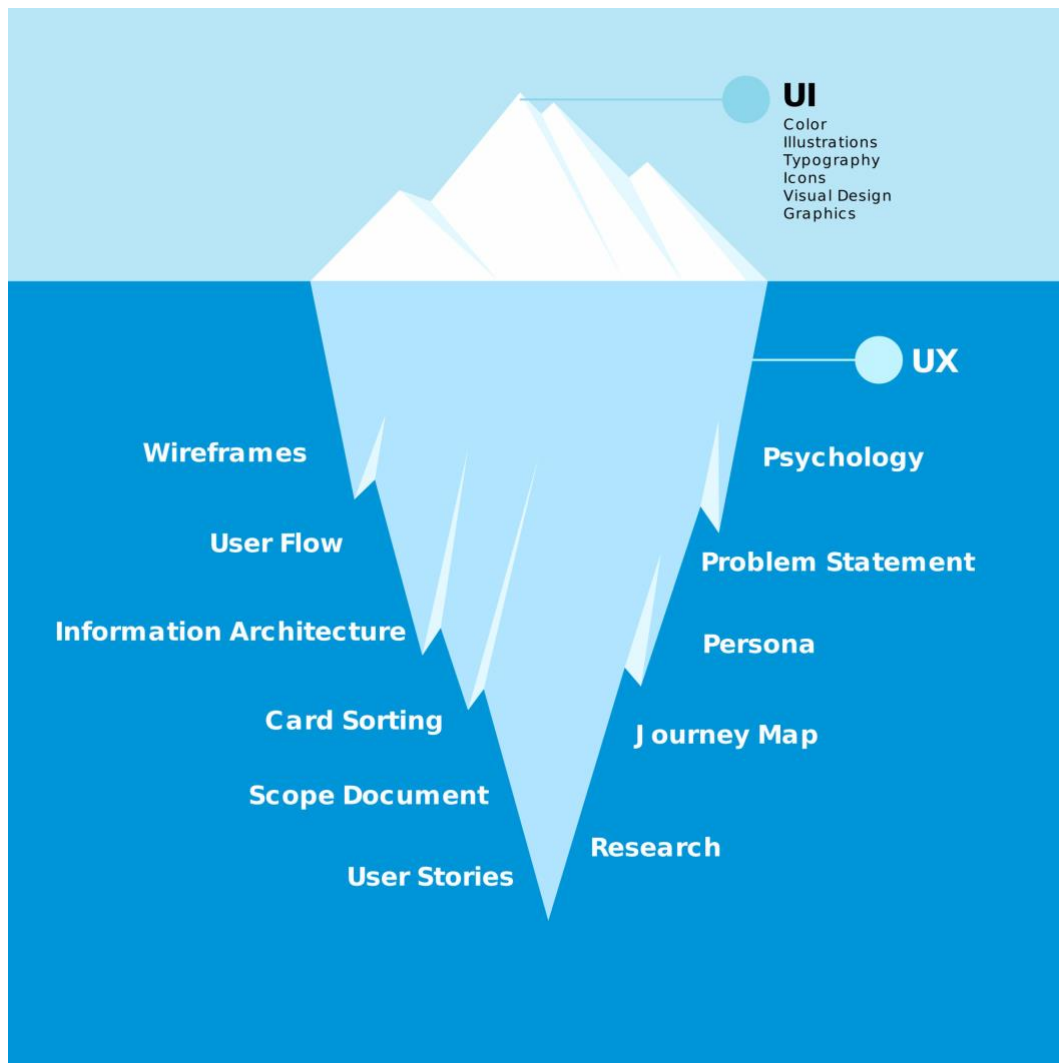 UI
Color
Illustrations
Typography
Icons
Visual Design
Graphics
UX
Wireframes
User Flow
Information Architecture
Card Sorting
Scope Document
User Stories
Psychology
Problem Statement
Persona
Journey Map
Research